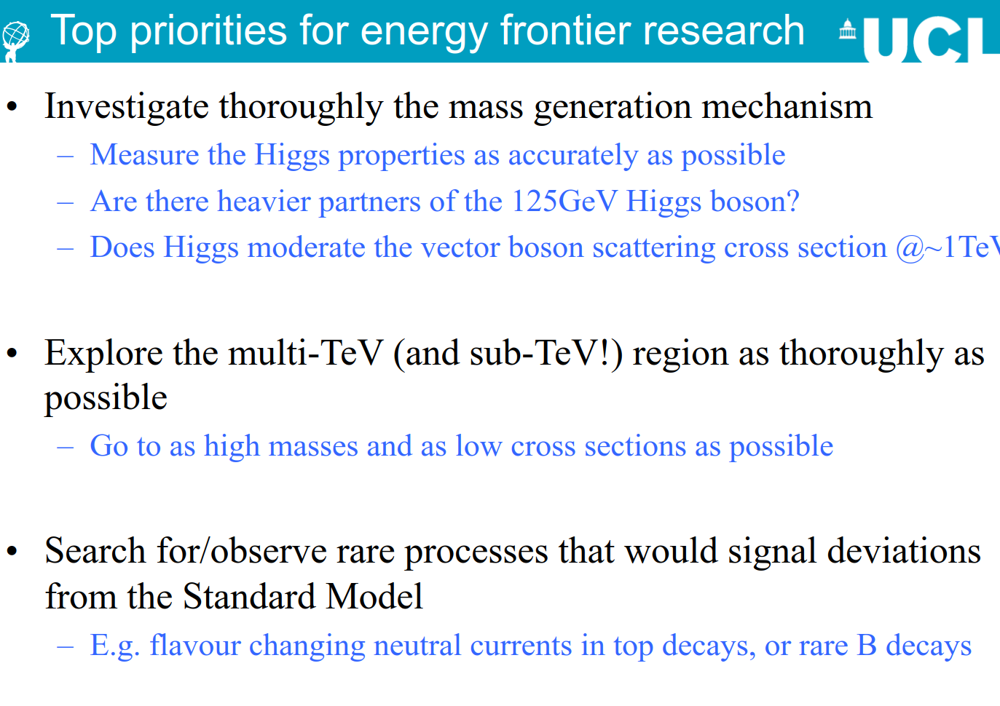 Top priorities for energy frontier research
UCL
• Investigate thoroughly the mass generation mechanism
– Measure the Higgs properties as accurately as possible
– Are there heavier partners of the 125GeV Higgs boson?
– Does Higgs moderate the vector boson scattering cross section @~1TeV
• Explore the multi-TeV (and sub-TeV!) region as thoroughly as
possible
– Go to as high masses and as low cross sections as possible
• Search for/observe rare processes that would signal deviations
from the Standard Model
– E.g. flavour changing neutral currents in top decays, or rare B decays